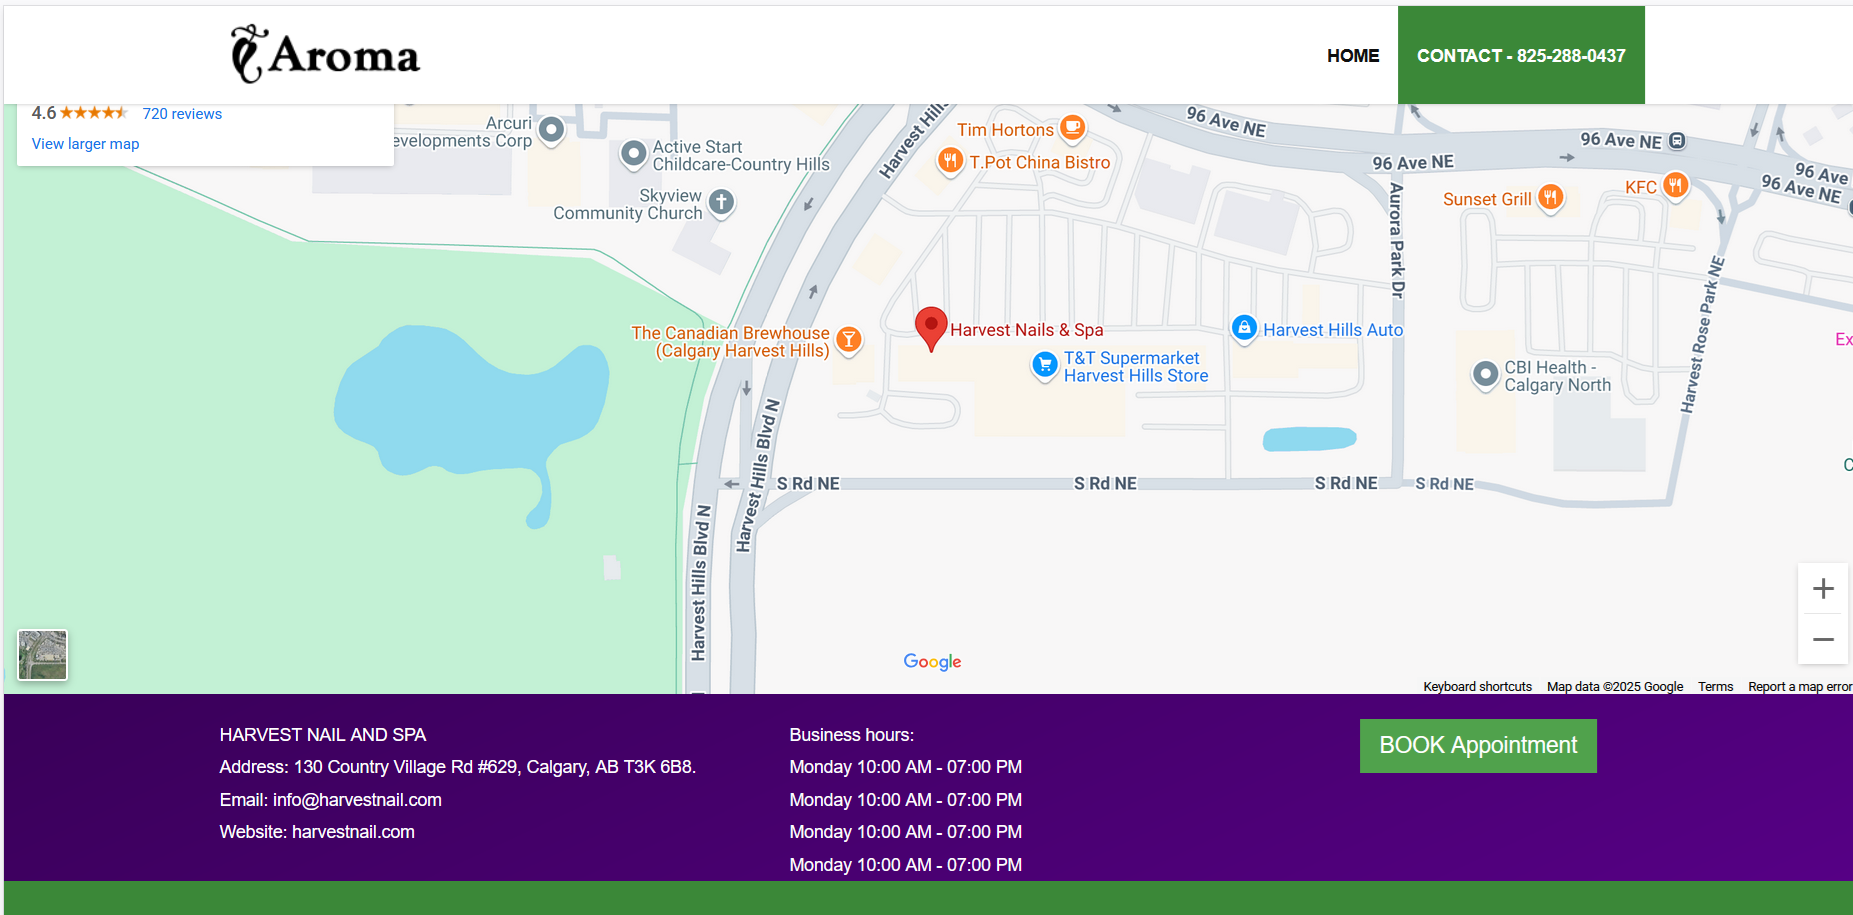 Aroma
HOME
CONTACT - 825-288-0437
4.6
720 reviews
View larger map
Arcuri
evelopments Corp
Active Start
Childcare-Country Hills
Skyview
Community Church
Harvest Hills
Tim Hortons
T.Pot China Bistro
96 Ave NE
96 Ave NE
96 Ave NE
96 Ave
96 Ave NE
Sunset Grill
KFC
Aurora Park Dr
Harvest Rose Park NE
The Canadian Brewhouse
(Calgary Harvest Hills)
Harvest Nails & Spa
T&T Supermarket
Harvest Hills Store
Harvest Hills Auto
CBI Health -
Calgary North
Ex
Harvest Hills Blvd N
Harvest Hills Blvd N
S Rd NE
S Rd NE
S Rd NE
S Rd NE
Google
Keyboard shortcuts
Map data ©2025 Google
Terms
Report a map error
HARVEST NAIL AND SPA
Address: 130 Country Village Rd #629, Calgary, AB T3K 6B8.
Email: info@harvestnail.com
Website: harvestnail.com
Business hours:
Monday 10:00 AM - 07:00 PM
Monday 10:00 AM - 07:00 PM
Monday 10:00 AM - 07:00 PM
Monday 10:00 AM - 07:00 PM
BOOK Appointment